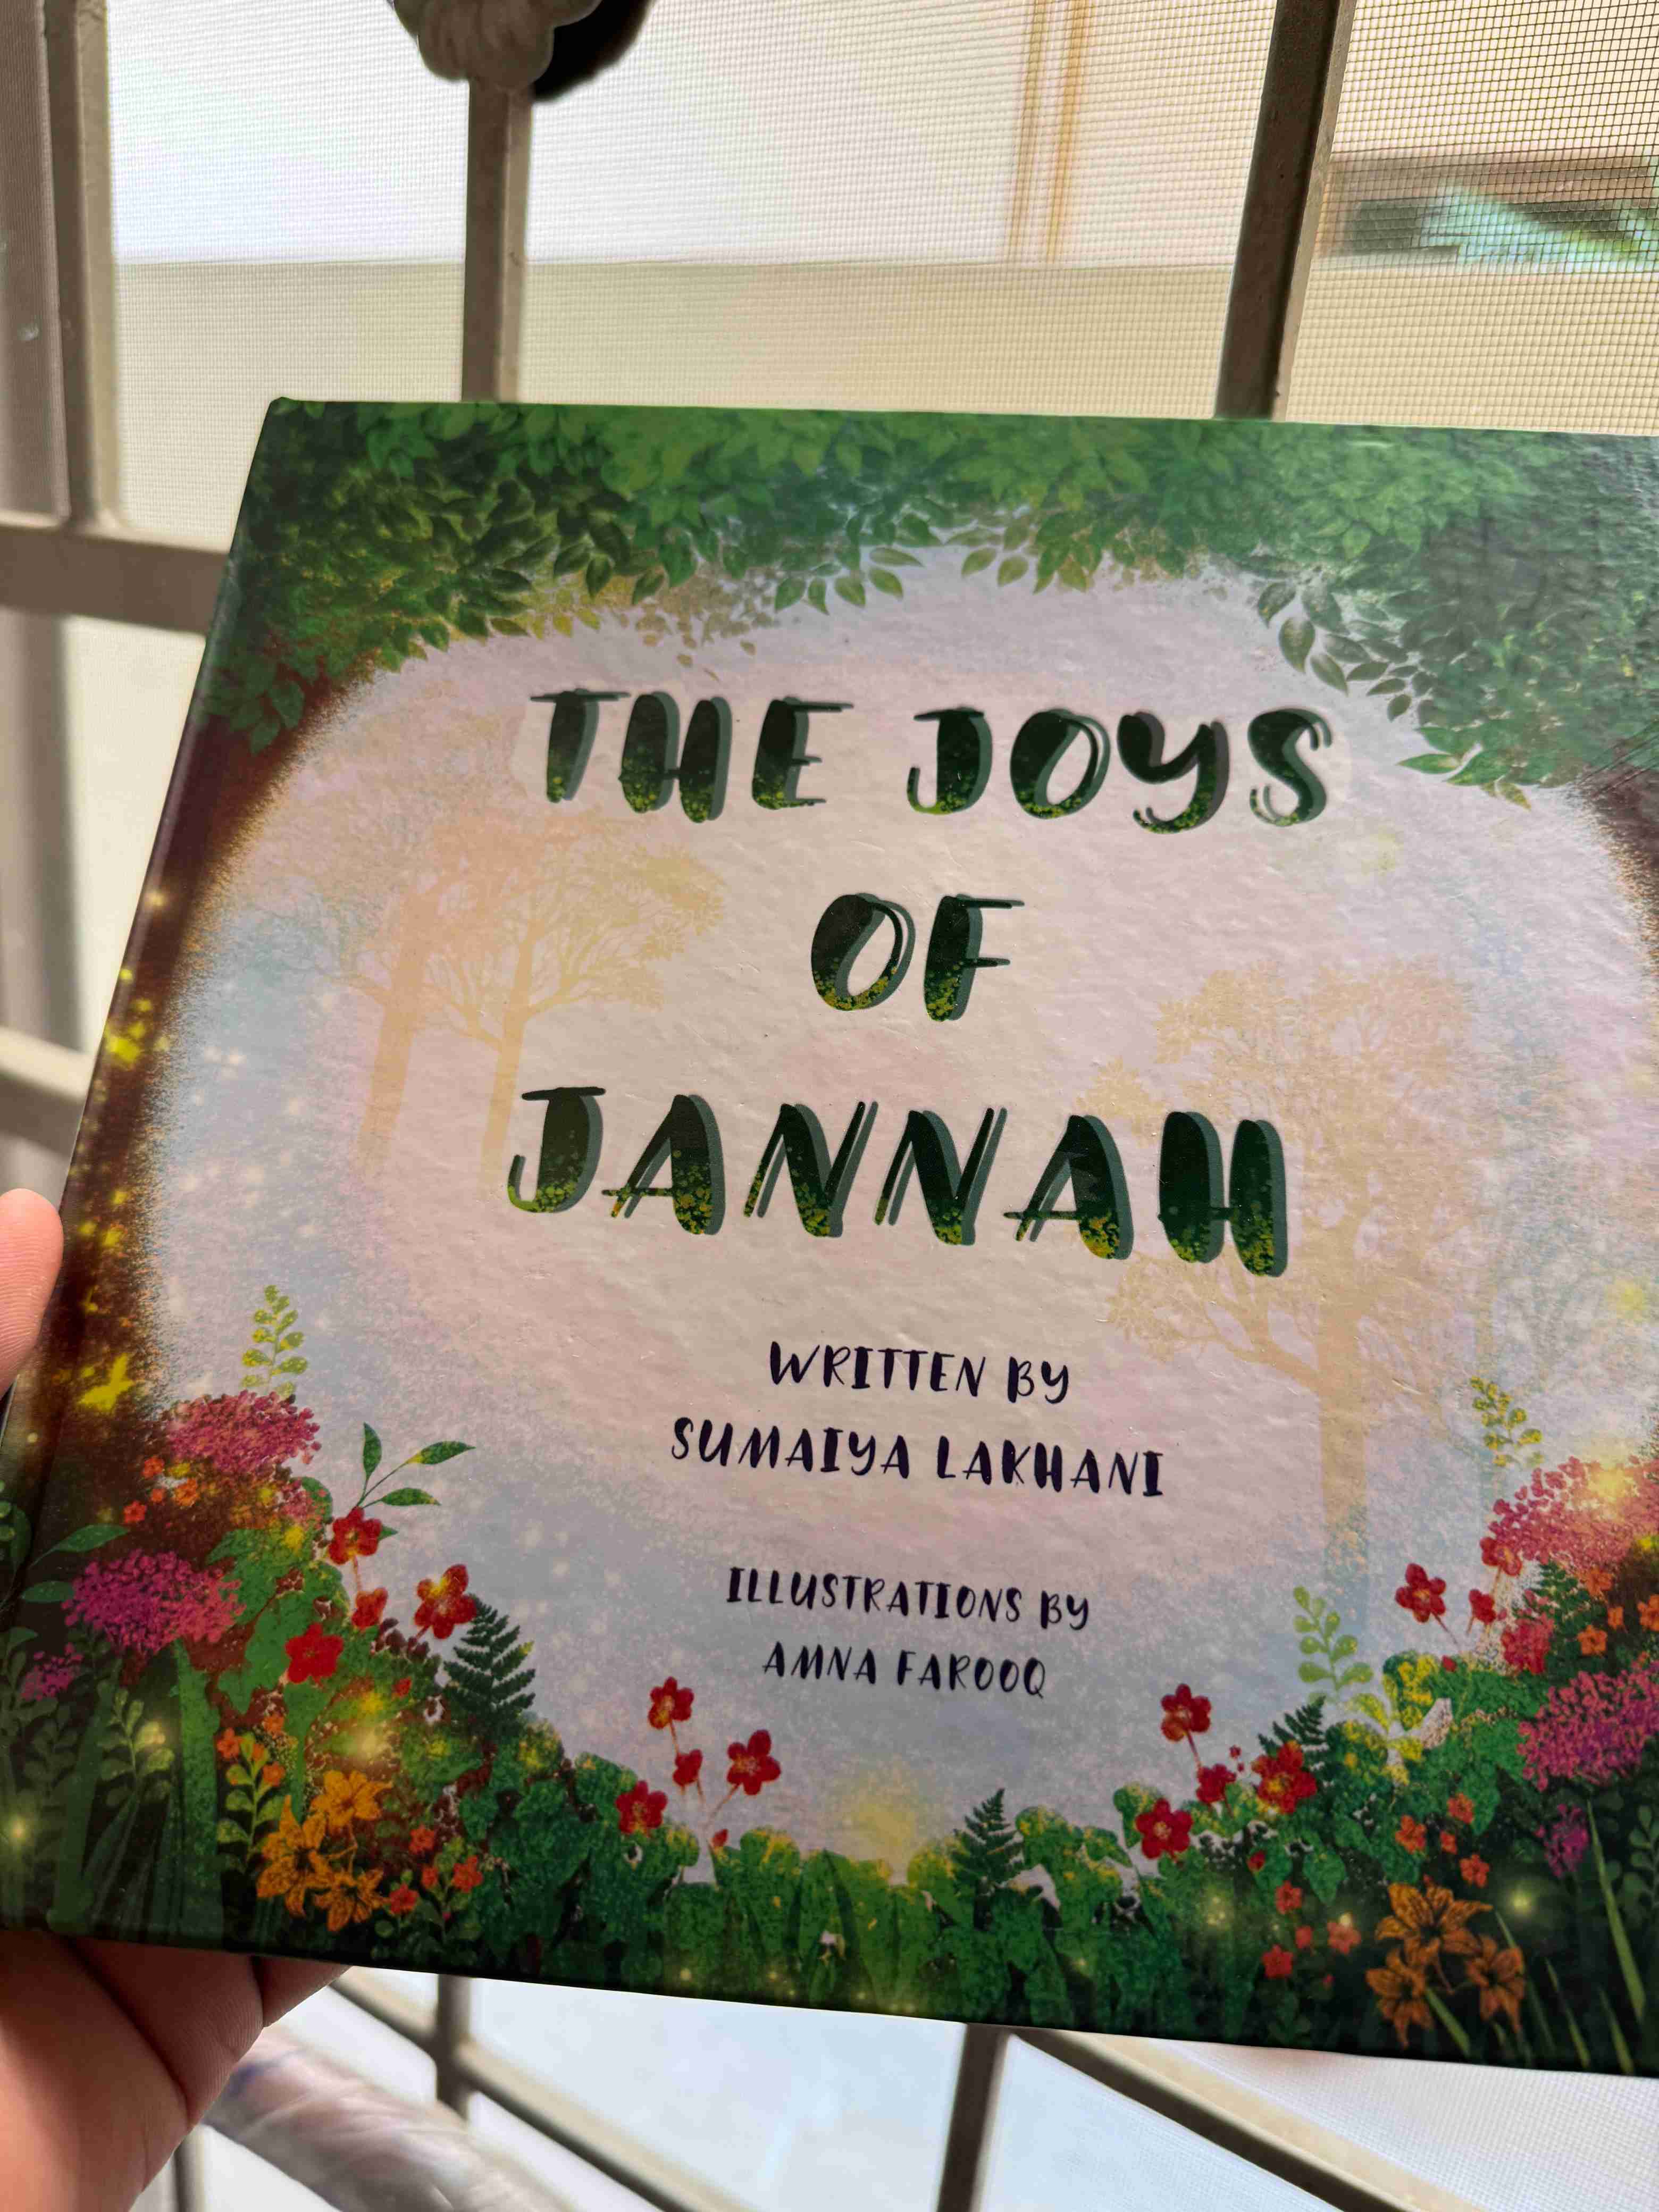 THE JOYS
OF
JANNAH
WRITTEN BY
SUMAIYA LAKHANI
ILLUSTRATIONS BY
AMNA FAROOQ